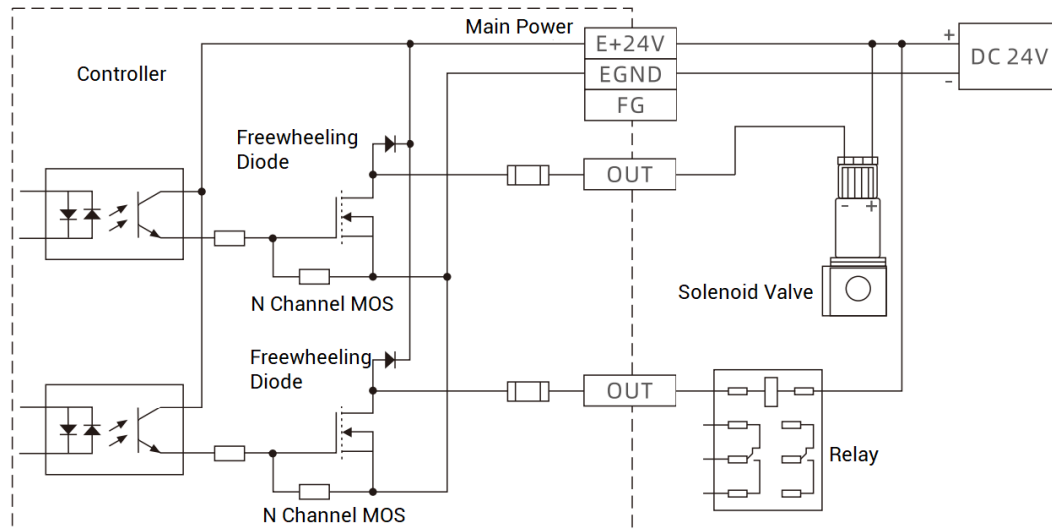 Main Power
E+24V
+
DC 24V
Controller
EGND
-
FG
Freewheeling
Diode
OUT
- +
N Channel MOS
Solenoid Valve
Freewheeling
Diode
OUT
Relay
N Channel MOS